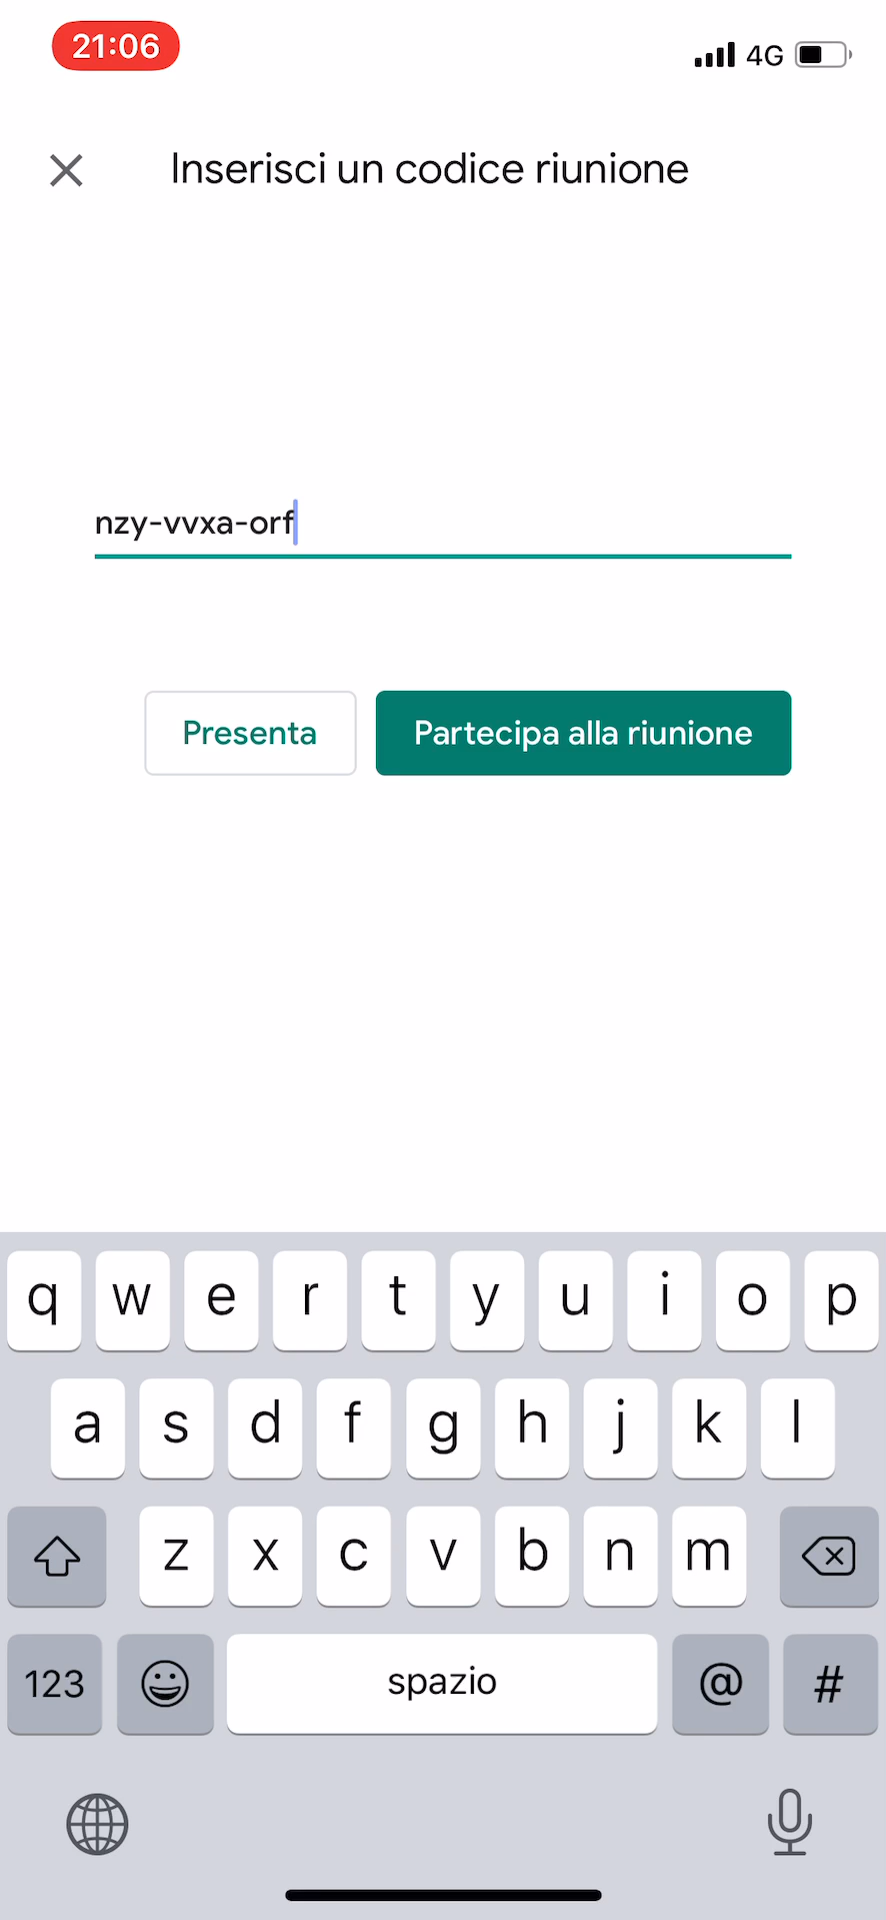 21:06 4G
Inserisci un codice riunione
nzy-vvxa-orf
Presenta Partecipa alla riunione
q w e r t y u i o p
a s d f g h j k l
z x c v b n m
123 spazio @ #